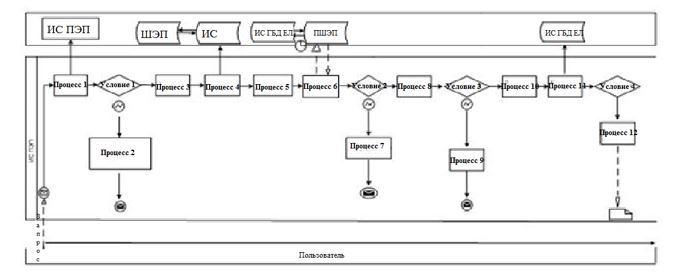 ИС ПЭП
ШЭП
ИС
ИС ГБД ЕЛ
ПШЭП
ИС ГБД ЕЛ
Процесс 1
Условие 1
Процесс 3
Процесс 4
Процесс 5
Процесс 6
Условие 2
Процесс 8
Условие 3
Процесс 10
Процесс 11
Условие 4
Процесс 2
Процесс 7
Процесс 9
Процесс 12
ИС ПЭП
Запрос
Пользователь